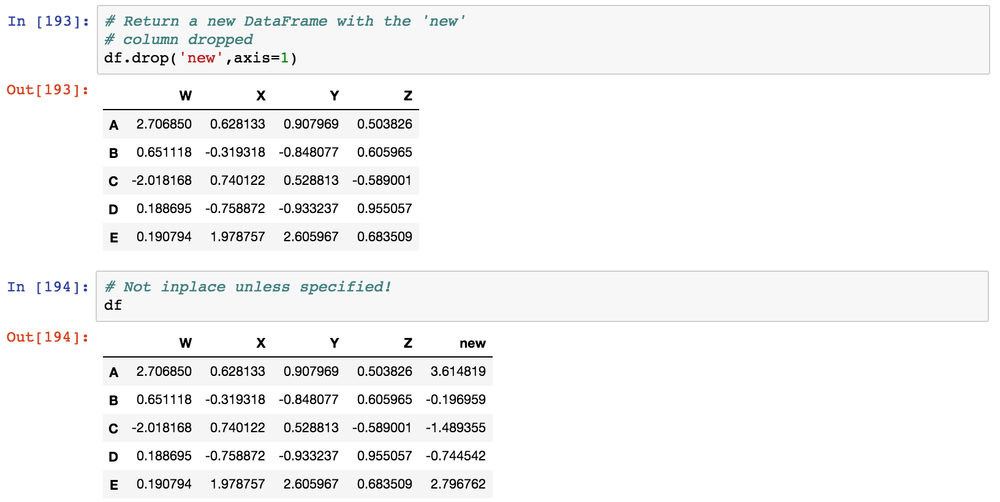 In [193]: # Return a new DataFrame with the 'new'
# column dropped
df.drop('new',axis=1)
Out[193]:
W X Y Z
A 2.706850 0.628133 0.907969 0.503826
B 0.651118 -0.319318 -0.848077 0.605965
C -2.018168 0.740122 0.528813 -0.589001
D 0.188695 -0.758872 -0.933237 0.955057
E 0.190794 1.978757 2.605967 0.683509
In [194]: # Not inplace unless specified!
df
Out[194]:
W X Y Z new
A 2.706850 0.628133 0.907969 0.503826 3.614819
B 0.651118 -0.319318 -0.848077 0.605965 -0.196959
C -2.018168 0.740122 0.528813 -0.589001 -1.489355
D 0.188695 -0.758872 -0.933237 0.955057 -0.744542
E 0.190794 1.978757 2.605967 0.683509 2.796762